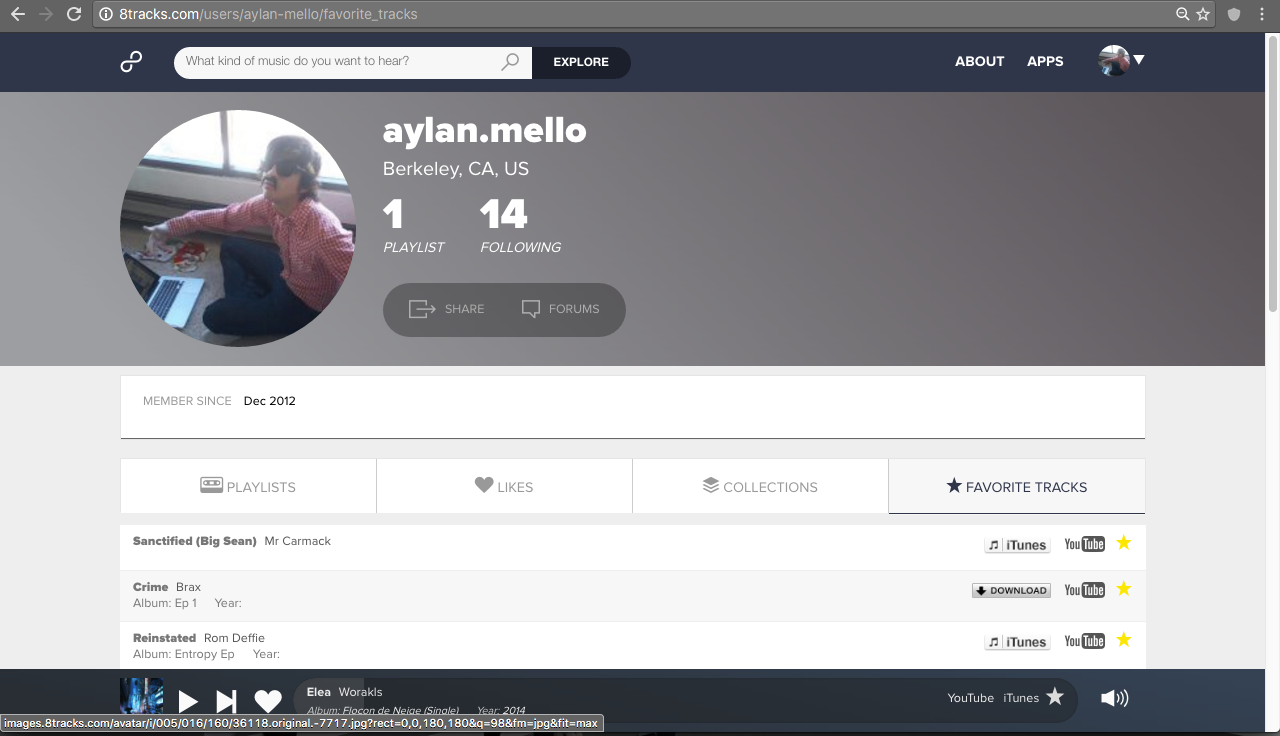 8tracks.com/users/aylan-mello/favorite_tracks
What kind of music do you want to hear?
EXPLORE
ABOUT
APPS
aylan.mello
Berkeley, CA, US
1 14
PLAYLIST FOLLOWING
SHARE FORUMS
MEMBER SINCE Dec 2012
PLAYLISTS LIKES COLLECTIONS FAVORITE TRACKS
Sanctified (Big Sean) Mr Carmack iTunes YouTube
Crime Brax DOWNLOAD YouTube
Album: Ep 1 Year:
Reinstated Rom Deffie iTunes YouTube
Album: Entropy Ep Year:
Elea Worakls YouTube iTunes
Album: Flocon de Neige (Single) Year: 2014
images.8tracks.com/avatar/i/005/016/160/36118.original.-7717.jpg?rect=0,0,180,180&q=98&fm=jpg&fit=max